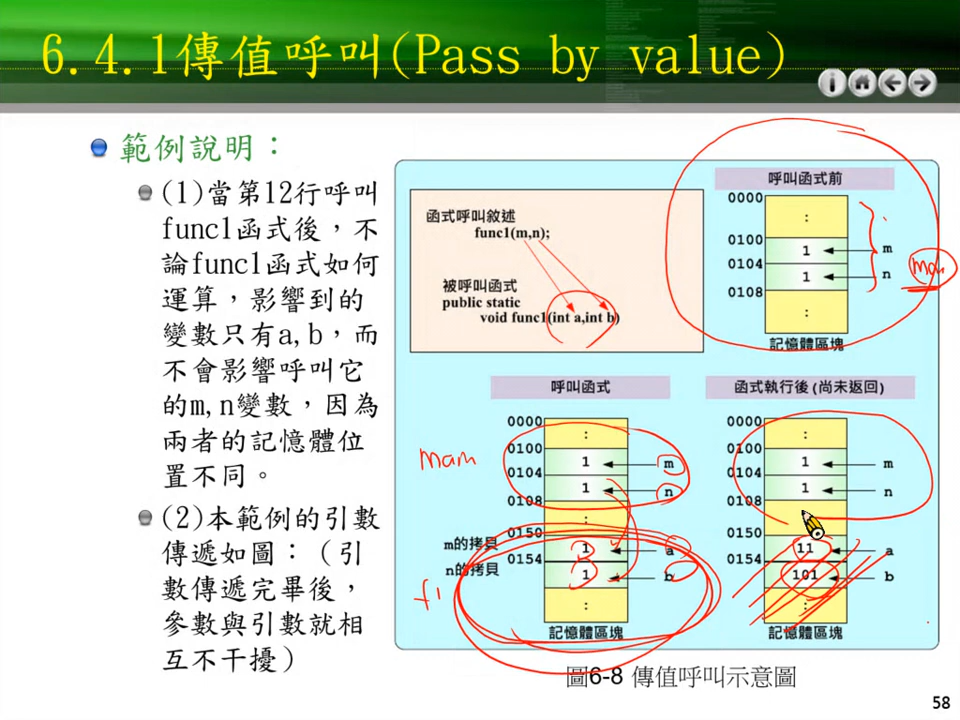 6.4.1傳值呼叫(Pass by value)
範例說明：
(1)當第12行呼叫
func1函式後，不
論func1函式如何
運算，影響到的
變數只有a,b，而
不會影響呼叫它
的m,n變數，因為
兩者的記憶體位
置不同。
(2)本範例的引數
傳遞如圖：（引
數傳遞完畢後，
參數與引數就相
互不干擾）
函式呼叫敘述
func1(m,n);
被呼叫函式
public static
void func1(int a,int b)
呼叫函式前
0000
:
0100
1
m
0104
1
n
0108
:
記憶體區塊
呼叫函式
0000
:
0100
1
m
0104
1
n
0108
:
0150
m的拷貝
1
a
0154
n的拷貝
1
b
:
記憶體區塊
f1
函式執行後(尚未返回)
0000
:
0100
1
m
0104
1
n
0108
0150
11
a
0154
101
b
:
記憶體區塊
圖6-8 傳值呼叫示意圖
58